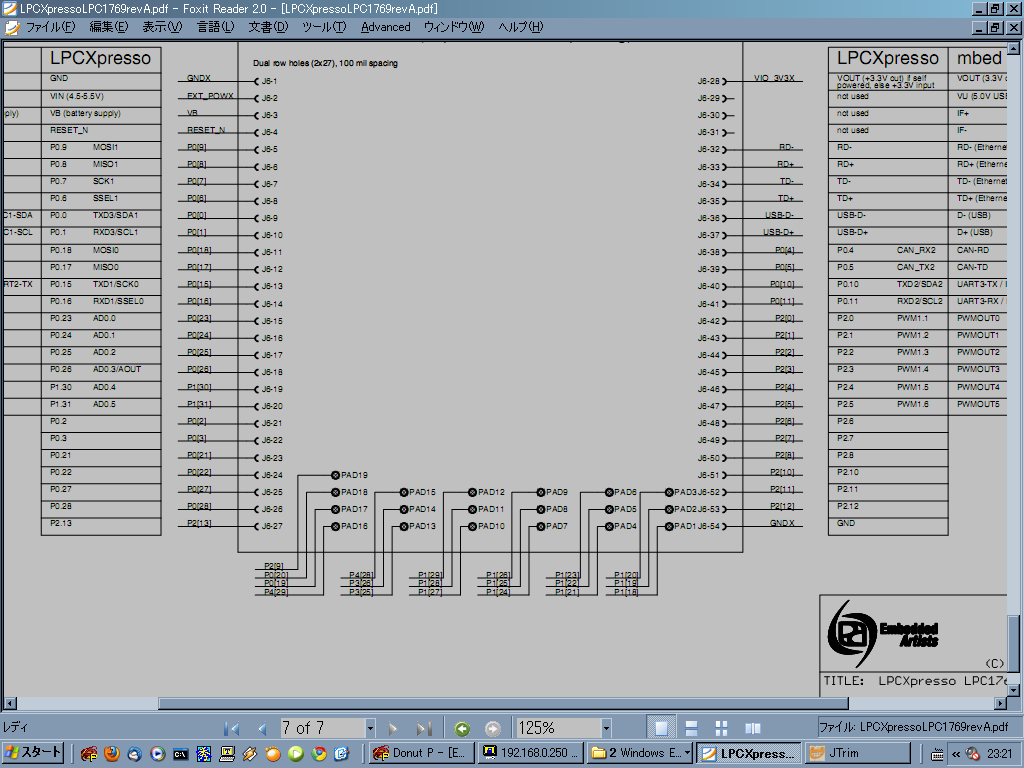 LPCXpressoLPC1769revA.pdf - Foxit Reader 2.0 - [LPCXpressoLPC1769revA.pdf]
ファイル(F) 編集(E) 表示(V) 言語(L) 文書(D) ツール(T) Advanced ウィンドウ(W) ヘルプ(H)
LPCXpresso
GND
VIN (4.5-5.5V)
ply) VB (battery supply)
RESET_N
P0.9 MOSI1
P0.8 MISO1
P0.7 SCK1
P0.6 SSEL1
C1-SDA P0.0 TXD3/SDA1
C1-SCL P0.1 RXD3/SCL1
P0.18 MOSI0
P0.17 MISO0
RT2-TX P0.15 TXD1/SCK0
P0.16 RXD1/SSEL0
P0.23 AD0.0
P0.24 AD0.1
P0.25 AD0.2
P0.26 AD0.3/AOUT
P1.30 AD0.4
P1.31 AD0.5
P0.2
P0.3
P0.21
P0.22
P0.27
P0.28
P2.13
Dual row holes (2x27), 100 mil spacing
GNDX J6-1
EXT_POWX J6-2
VB J6-3
RESET_N J6-4
P0[9] J6-5
P0[8] J6-6
P0[7] J6-7
P0[6] J6-8
P0[0] J6-9
P0[1] J6-10
P0[18] J6-11
P0[17] J6-12
P0[15] J6-13
P0[16] J6-14
P0[23] J6-15
P0[24] J6-16
P0[25] J6-17
P0[26] J6-18
P1[30] J6-19
P1[31] J6-20
P0[2] J6-21
P0[3] J6-22
P0[21] J6-23
P0[22] J6-24
P0[27] J6-25
P0[28] J6-26
P2[13] J6-27
PAD19
PAD18 PAD15 PAD12 PAD9 PAD6 PAD3
PAD17 PAD14 PAD11 PAD8 PAD5 PAD2
PAD16 PAD13 PAD10 PAD7 PAD4 PAD1
P2[9]
P0[20] P4[28] P1[29] P1[26] P1[23] P1[20]
P0[19] P3[26] P1[28] P1[25] P1[22] P1[19]
P4[29] P3[25] P1[27] P1[24] P1[21] P1[18]
J6-28 VIO_3V3X
J6-29
J6-30
J6-31
J6-32 RD-
J6-33 RD+
J6-34 TD-
J6-35 TD+
J6-36 USB-D-
J6-37 USB-D+
J6-38 P0[4]
J6-39 P0[5]
J6-40 P0[10]
J6-41 P0[11]
J6-42 P2[0]
J6-43 P2[1]
J6-44 P2[2]
J6-45 P2[3]
J6-46 P2[4]
J6-47 P2[5]
J6-48 P2[6]
J6-49 P2[7]
J6-50 P2[8]
J6-51 P2[10]
J6-52 P2[11]
J6-53 P2[12]
J6-54 GNDX
LPCXpresso mbed
VOUT (+3.3V out) if self
powered, else +3.3V input VOUT (3.3V o
not used VU (5.0V USB
not used IF+
not used IF-
RD- RD- (Etherne
RD+ RD+ (Etherne
TD- TD- (Etherne
TD+ TD+ (Etherne
USB-D- D- (USB)
USB-D+ D+ (USB)
P0.4 CAN_RX2 CAN-RD
P0.5 CAN_TX2 CAN-TD
P0.10 TXD2/SDA2 UART3-TX /
P0.11 RXD2/SCL2 UART3-RX /
P2.0 PWM1.1 PWMOUT0
P2.1 PWM1.2 PWMOUT1
P2.2 PWM1.3 PWMOUT2
P2.3 PWM1.4 PWMOUT3
P2.4 PWM1.5 PWMOUT4
P2.5 PWM1.6 PWMOUT5
P2.6
P2.7
P2.8
P2.10
P2.11
P2.12
GND
Embedded
Artists
(C)
TITLE: LPCXpresso LPC17
レディ 7 of 7 125% ファイル: LPCXpressoLPC1769revA.pdf
スタート Donut P - [E... 192.168.0.250 ... 2 Windows E... LPCXpress... JTrim 23:21